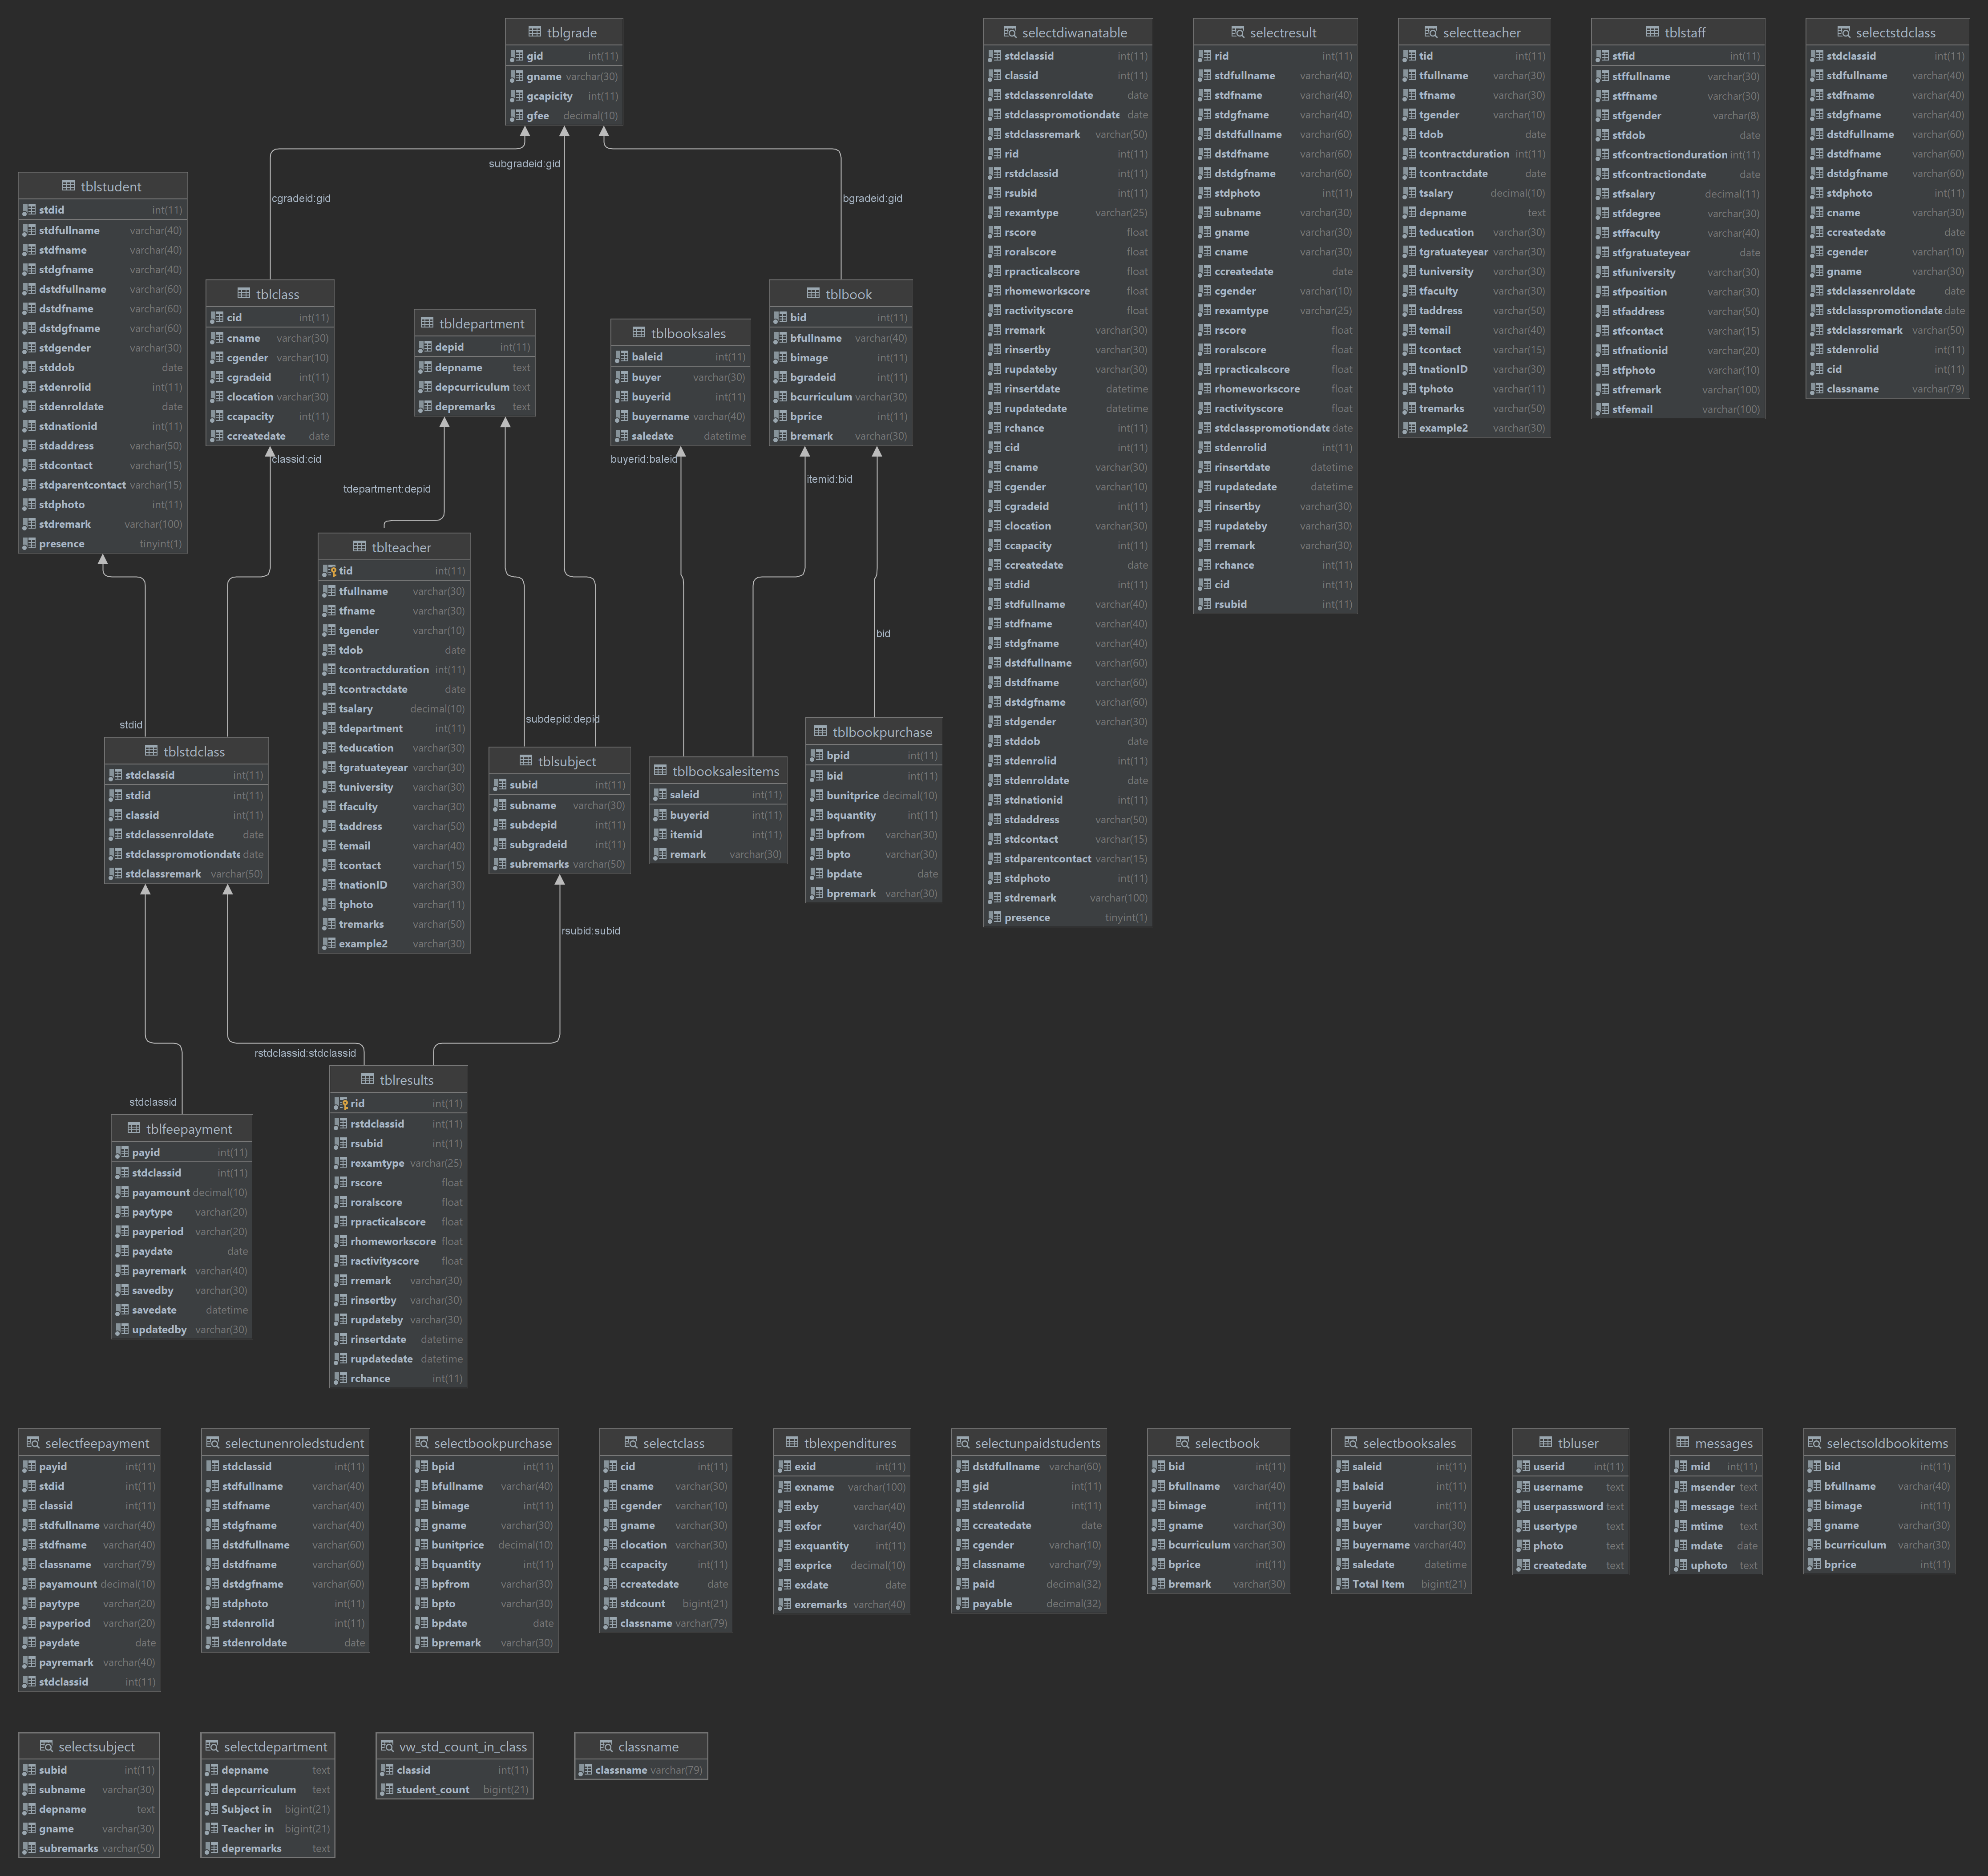 tblgrade
gid int(11)
gname varchar(30)
gcapicity int(11)
gfee decimal(10)
subgradeid:gid
cgradeid:gid
bgradeid:gid
tblstudent
stdid int(11)
stdfullname varchar(40)
stdfname varchar(40)
stdgfname varchar(40)
dstdfullname varchar(60)
dstdfname varchar(60)
dstdgfname varchar(60)
stdgender varchar(30)
stddob date
stdenrolid int(11)
stdenroldate date
stdnationid int(11)
stdaddress varchar(50)
stdcontact varchar(15)
stdparentcontact varchar(15)
stdphoto int(11)
stdremark varchar(100)
presence tinyint(1)
tblclass
cid int(11)
cname varchar(30)
cgender varchar(10)
cgradeid int(11)
clocation varchar(30)
ccapacity int(11)
ccreatedate date
classid:cid
tbldepartment
depid int(11)
depname text
depcurriculum text
depremarks text
tdepartment:depid
tblbooksales
baleid int(11)
buyer varchar(30)
buyerid int(11)
buyername varchar(40)
saledate datetime
buyerid:baleid
tblbook
bid int(11)
bfullname varchar(40)
bimage int(11)
bgradeid int(11)
bcurriculum varchar(30)
bprice int(11)
bremark varchar(30)
itemid:bid
bid
tblteacher
tid int(11)
tfullname varchar(30)
tfname varchar(30)
tgender varchar(10)
tdob date
tcontractduration int(11)
tcontractdate date
tsalary decimal(10)
tdepartment int(11)
teducation varchar(30)
tgratuateyear varchar(30)
tuniversity varchar(30)
tfaculty varchar(30)
taddress varchar(50)
temail varchar(40)
tcontact varchar(15)
tnationID varchar(30)
tphoto varchar(11)
tremarks varchar(50)
example2 varchar(30)
stdid
tblstdclass
stdclassid int(11)
stdid int(11)
classid int(11)
stdclassenroldate date
stdclasspromotiondate date
stdclassremark varchar(50)
subdepid:depid
tblsubject
subid int(11)
subname varchar(30)
subdepid int(11)
subgradeid int(11)
subremarks varchar(50)
rsubid:subid
tblbooksalesitems
saleid int(11)
buyerid int(11)
itemid int(11)
remark varchar(30)
tblbookpurchase
bpid int(11)
bid int(11)
bunitprice decimal(10)
bquantity int(11)
bpfrom varchar(30)
bpto varchar(30)
bpdate date
bpremark varchar(30)
rstdclassid:stdclassid
stdclassid
tblfeepayment
payid int(11)
stdclassid int(11)
payamount decimal(10)
paytype varchar(20)
payperiod varchar(20)
paydate date
payremark varchar(40)
savedby varchar(30)
savedate datetime
updatedby varchar(30)
tblresults
rid int(11)
rstdclassid int(11)
rsubid int(11)
rexamtype varchar(25)
rscore float
roralscore float
rpracticalscore float
rhomeworkscore float
ractivityscore float
rremark varchar(30)
rinsertby varchar(30)
rupdateby varchar(30)
rinsertdate datetime
rupdatedate datetime
rchance int(11)
selectdiwanatable
stdclassid int(11)
classid int(11)
stdclassenroldate date
stdclasspromotiondate date
stdclassremark varchar(50)
rid int(11)
rstdclassid int(11)
rsubid int(11)
rexamtype varchar(25)
rscore float
roralscore float
rpracticalscore float
rhomeworkscore float
ractivityscore float
rremark varchar(30)
rinsertby varchar(30)
rupdateby varchar(30)
rinsertdate datetime
rupdatedate datetime
rchance int(11)
cid int(11)
cname varchar(30)
cgender varchar(10)
cgradeid int(11)
clocation varchar(30)
ccapacity int(11)
ccreatedate date
stdid int(11)
stdfullname varchar(40)
stdfname varchar(40)
stdgfname varchar(40)
dstdfullname varchar(60)
dstdfname varchar(60)
dstdgfname varchar(60)
stdgender varchar(30)
stddob date
stdenrolid int(11)
stdenroldate date
stdnationid int(11)
stdaddress varchar(50)
stdcontact varchar(15)
stdparentcontact varchar(15)
stdphoto int(11)
stdremark varchar(100)
presence tinyint(1)
selectresult
rid int(11)
stdfullname varchar(40)
stdfname varchar(40)
stdgfname varchar(40)
dstdfullname varchar(60)
dstdfname varchar(60)
dstdgfname varchar(60)
stdphoto int(11)
subname varchar(30)
gname varchar(30)
cname varchar(30)
ccreatedate date
cgender varchar(10)
rexamtype varchar(25)
rscore float
roralscore float
rpracticalscore float
rhomeworkscore float
ractivityscore float
stdclasspromotiondate date
stdenrolid int(11)
rinsertdate datetime
rupdatedate datetime
rinsertby varchar(30)
rupdateby varchar(30)
rremark varchar(30)
rchance int(11)
cid int(11)
rsubid int(11)
selectteacher
tid int(11)
tfullname varchar(30)
tfname varchar(30)
tgender varchar(10)
tdob date
tcontractduration int(11)
tcontractdate date
tsalary decimal(10)
depname text
teducation varchar(30)
tgratuateyear varchar(30)
tuniversity varchar(30)
tfaculty varchar(30)
taddress varchar(50)
temail varchar(40)
tcontact varchar(15)
tnationID varchar(30)
tphoto varchar(11)
tremarks varchar(50)
example2 varchar(30)
tblstaff
stfid int(11)
stffullname varchar(30)
stffname varchar(30)
stfgender varchar(8)
stfdob date
stfcontractionduration int(11)
stfcontractiondate date
stfsalary decimal(11)
stfdegree varchar(30)
stffaculty varchar(40)
stfgratuateyear date
stfuniversity varchar(30)
stfposition varchar(30)
stfaddress varchar(50)
stfcontact varchar(15)
stfnationid varchar(20)
stfphoto varchar(10)
stfremark varchar(100)
stfemail varchar(100)
selectstdclass
stdclassid int(11)
stdfullname varchar(40)
stdfname varchar(40)
stdgfname varchar(40)
dstdfullname varchar(60)
dstdfname varchar(60)
dstdgfname varchar(60)
stdphoto int(11)
cname varchar(30)
ccreatedate date
cgender varchar(10)
gname varchar(30)
stdclassenroldate date
stdclasspromotiondate date
stdclassremark varchar(50)
stdenrolid int(11)
cid int(11)
classname varchar(79)
selectfeepayment
payid int(11)
stdid int(11)
classid int(11)
stdfullname varchar(40)
stdfname varchar(40)
classname varchar(79)
payamount decimal(10)
paytype varchar(20)
payperiod varchar(20)
paydate date
payremark varchar(40)
stdclassid int(11)
selectunenroledstudent
stdclassid int(11)
stdfullname varchar(40)
stdfname varchar(40)
stdgfname varchar(40)
dstdfullname varchar(60)
dstdfname varchar(60)
dstdgfname varchar(60)
stdphoto int(11)
stdenrolid int(11)
stdenroldate date
selectbookpurchase
bpid int(11)
bfullname varchar(40)
bimage int(11)
gname varchar(30)
bunitprice decimal(10)
bquantity int(11)
bpfrom varchar(30)
bpto varchar(30)
bpdate date
bpremark varchar(30)
selectclass
cid int(11)
cname varchar(30)
cgender varchar(10)
gname varchar(30)
clocation varchar(30)
ccapacity int(11)
ccreatedate date
stdcount bigint(21)
classname varchar(79)
tblexpenditures
exid int(11)
exname varchar(100)
exby varchar(40)
exfor varchar(40)
exquantity int(11)
exprice decimal(10)
exdate date
exremarks varchar(40)
selectunpaidstudents
dstdfullname varchar(60)
gid int(11)
stdenrolid int(11)
ccreatedate date
cgender varchar(10)
classname varchar(79)
paid decimal(32)
payable decimal(32)
selectbook
bid int(11)
bfullname varchar(40)
bimage int(11)
gname varchar(30)
bcurriculum varchar(30)
bprice int(11)
bremark varchar(30)
selectbooksales
saleid int(11)
baleid int(11)
buyerid int(11)
buyer varchar(30)
buyername varchar(40)
saledate datetime
Total Item bigint(21)
tbluser
userid int(11)
username text
userpassword text
usertype text
photo text
createdate text
messages
mid int(11)
msender text
message text
mtime text
mdate date
uphoto text
selectsoldbookitems
bid int(11)
bfullname varchar(40)
bimage int(11)
gname varchar(30)
bcurriculum varchar(30)
bprice int(11)
selectsubject
subid int(11)
subname varchar(30)
depname text
gname varchar(30)
subremarks varchar(50)
selectdepartment
depname text
depcurriculum text
Subject in bigint(21)
Teacher in bigint(21)
depremarks text
vw_std_count_in_class
classid int(11)
student_count bigint(21)
classname
classname varchar(79)